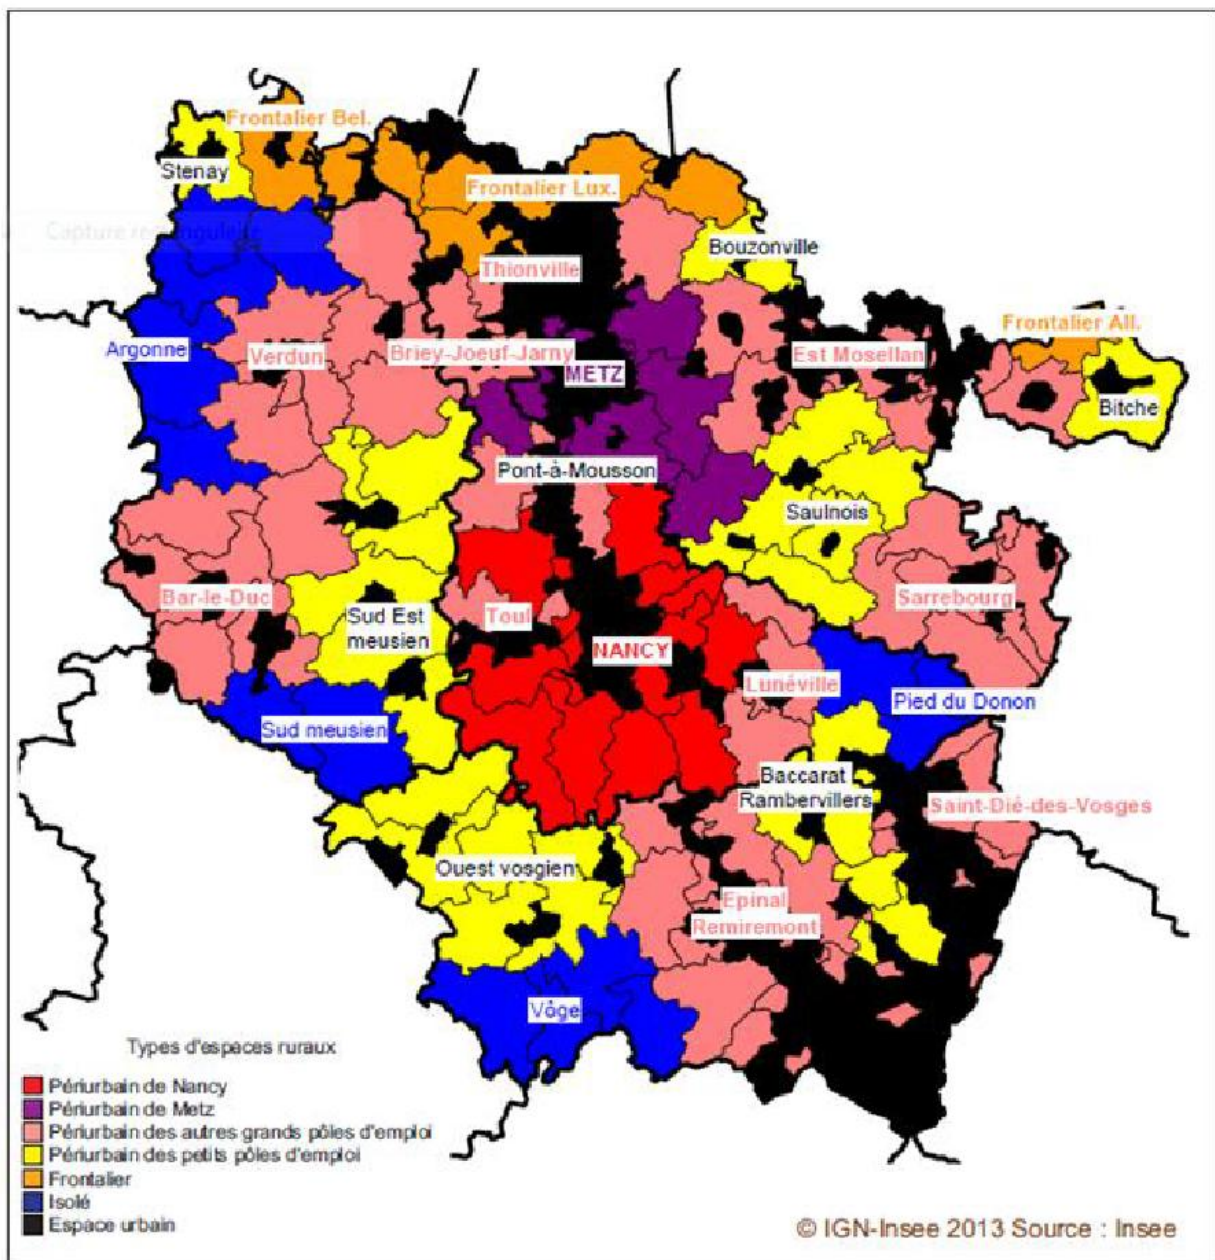 Frontalier Bel.
Stenay
Frontalier Lux.
Capture rectangulaire
Bouzonville
Thionville
Frontalier All.
Argonne
Verdun
Briey-Joeuf-Jarny
Est Mosellan
METZ
Bitche
Pont-à-Mousson
Saulnois
Bar-le-Duc
Sud Est
meusien
Toul
Sarrebourg
NANCY
Lunéville
Pied du Donon
Sud meusien
Baccarat
Rambervillers
Saint-Dié-des-Vosges
Ouest vosgien
Epinal
Remiremont
Vôge
Types d'espaces ruraux
Périurbain de Nancy
Périurbain de Metz
Périurbain des autres grands pôles d'emploi
Périurbain des petits pôles d'emploi
Frontalier
Isolé
Espace urbain
© IGN-Insee 2013 Source : Insee